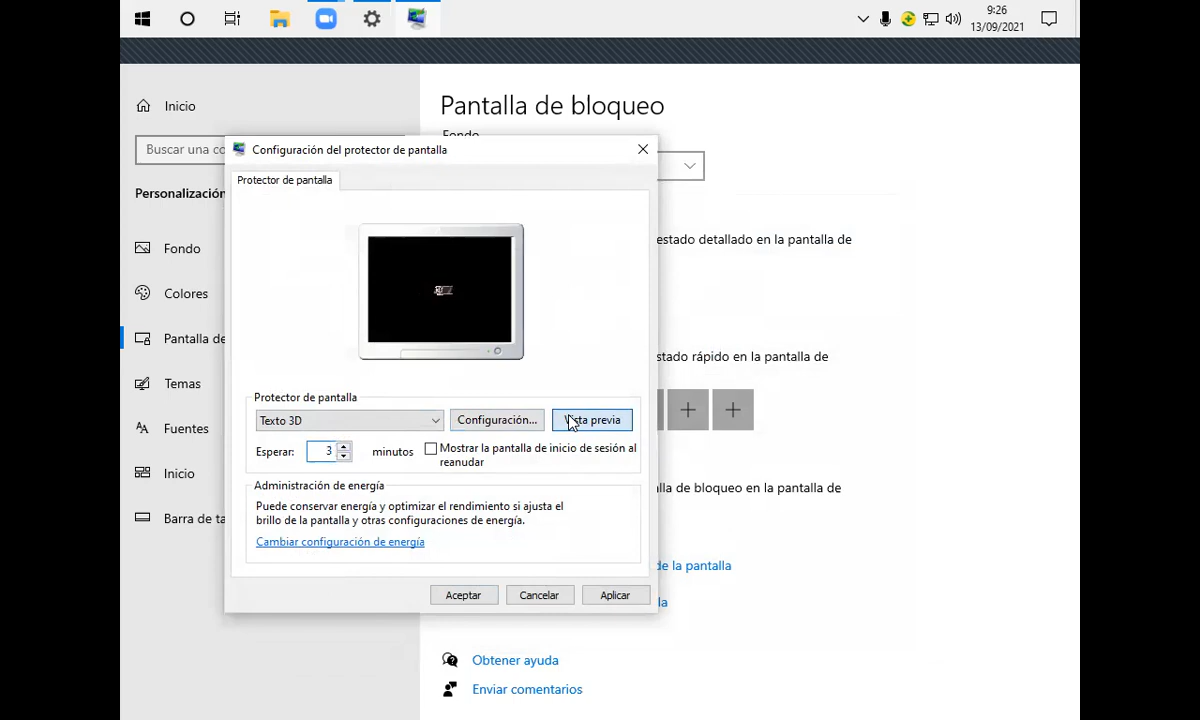 9:26
13/09/2021
Inicio
Pantalla de bloqueo
Fondo
Buscar una co
Configuración del protector de pantalla
Protector de pantalla
Personalización
Fondo
estado detallado en la pantalla de
Colores
Pantalla de
stado rápido en la pantalla de
Temas
Protector de pantalla
Texto 3D
Configuración...
Vista previa
Fuentes
Esperar:
3
minutos
Mostrar la pantalla de inicio de sesión al
reanudar
Inicio
Administración de energía
lla de bloqueo en la pantalla de
Puede conservar energía y optimizar el rendimiento si ajusta el
brillo de la pantalla y otras configuraciones de energía.
Barra de ta
Cambiar configuración de energía
de la pantalla
Aceptar
Cancelar
Aplicar
la
Obtener ayuda
Enviar comentarios